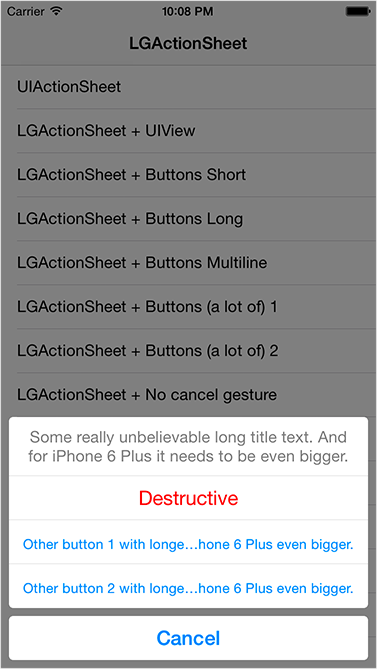 Carrier 10:08 PM
LGActionSheet
UIActionSheet
LGActionSheet + UIView
LGActionSheet + Buttons Short
LGActionSheet + Buttons Long
LGActionSheet + Buttons Multiline
LGActionSheet + Buttons (a lot of) 1
LGActionSheet + Buttons (a lot of) 2
LGActionSheet + No cancel gesture
Some really unbelievable long title text. And
for iPhone 6 Plus it needs to be even bigger.
Destructive
Other button 1 with longe…hone 6 Plus even bigger.
Other button 2 with longe…hone 6 Plus even bigger.
Cancel